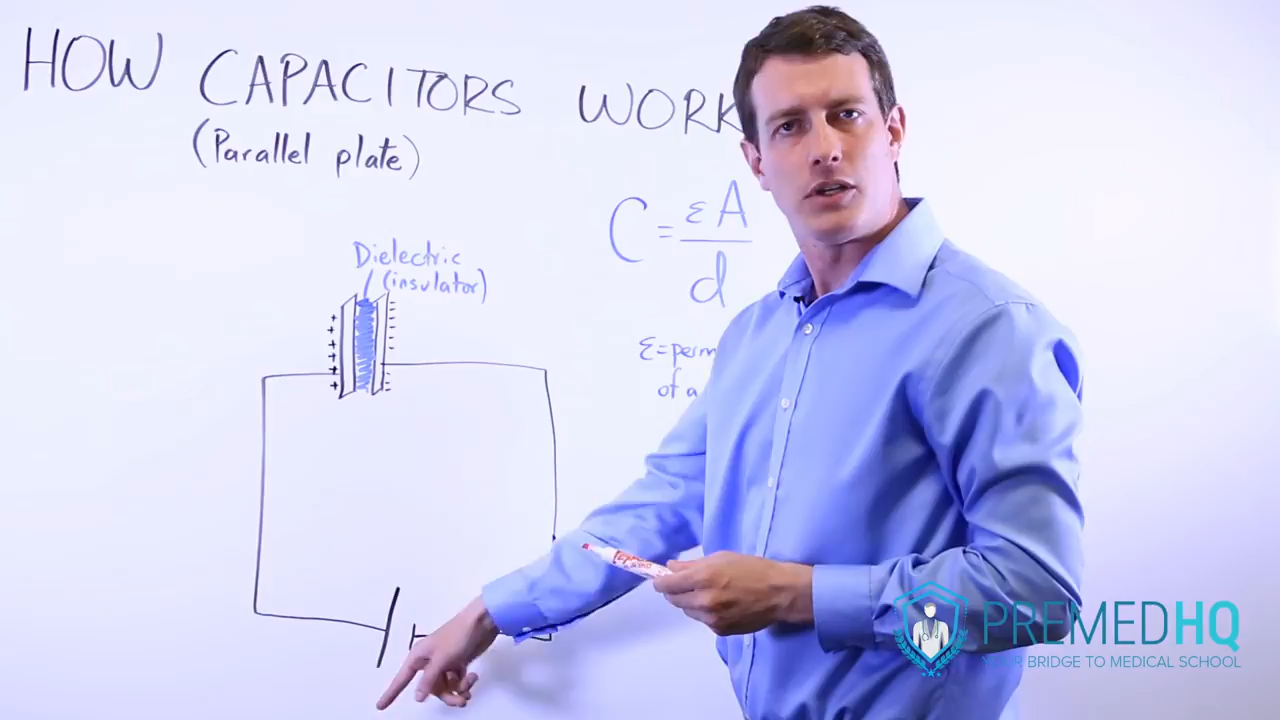 HOW CAPACITORS WORK
(Parallel plate)
C = εA
d
Dielectric
(insulator)
+
+
+
+
+
+
-
-
-
-
-
-
ε=perm
of a
PREMEDHQ
YOUR BRIDGE TO MEDICAL SCHOOL